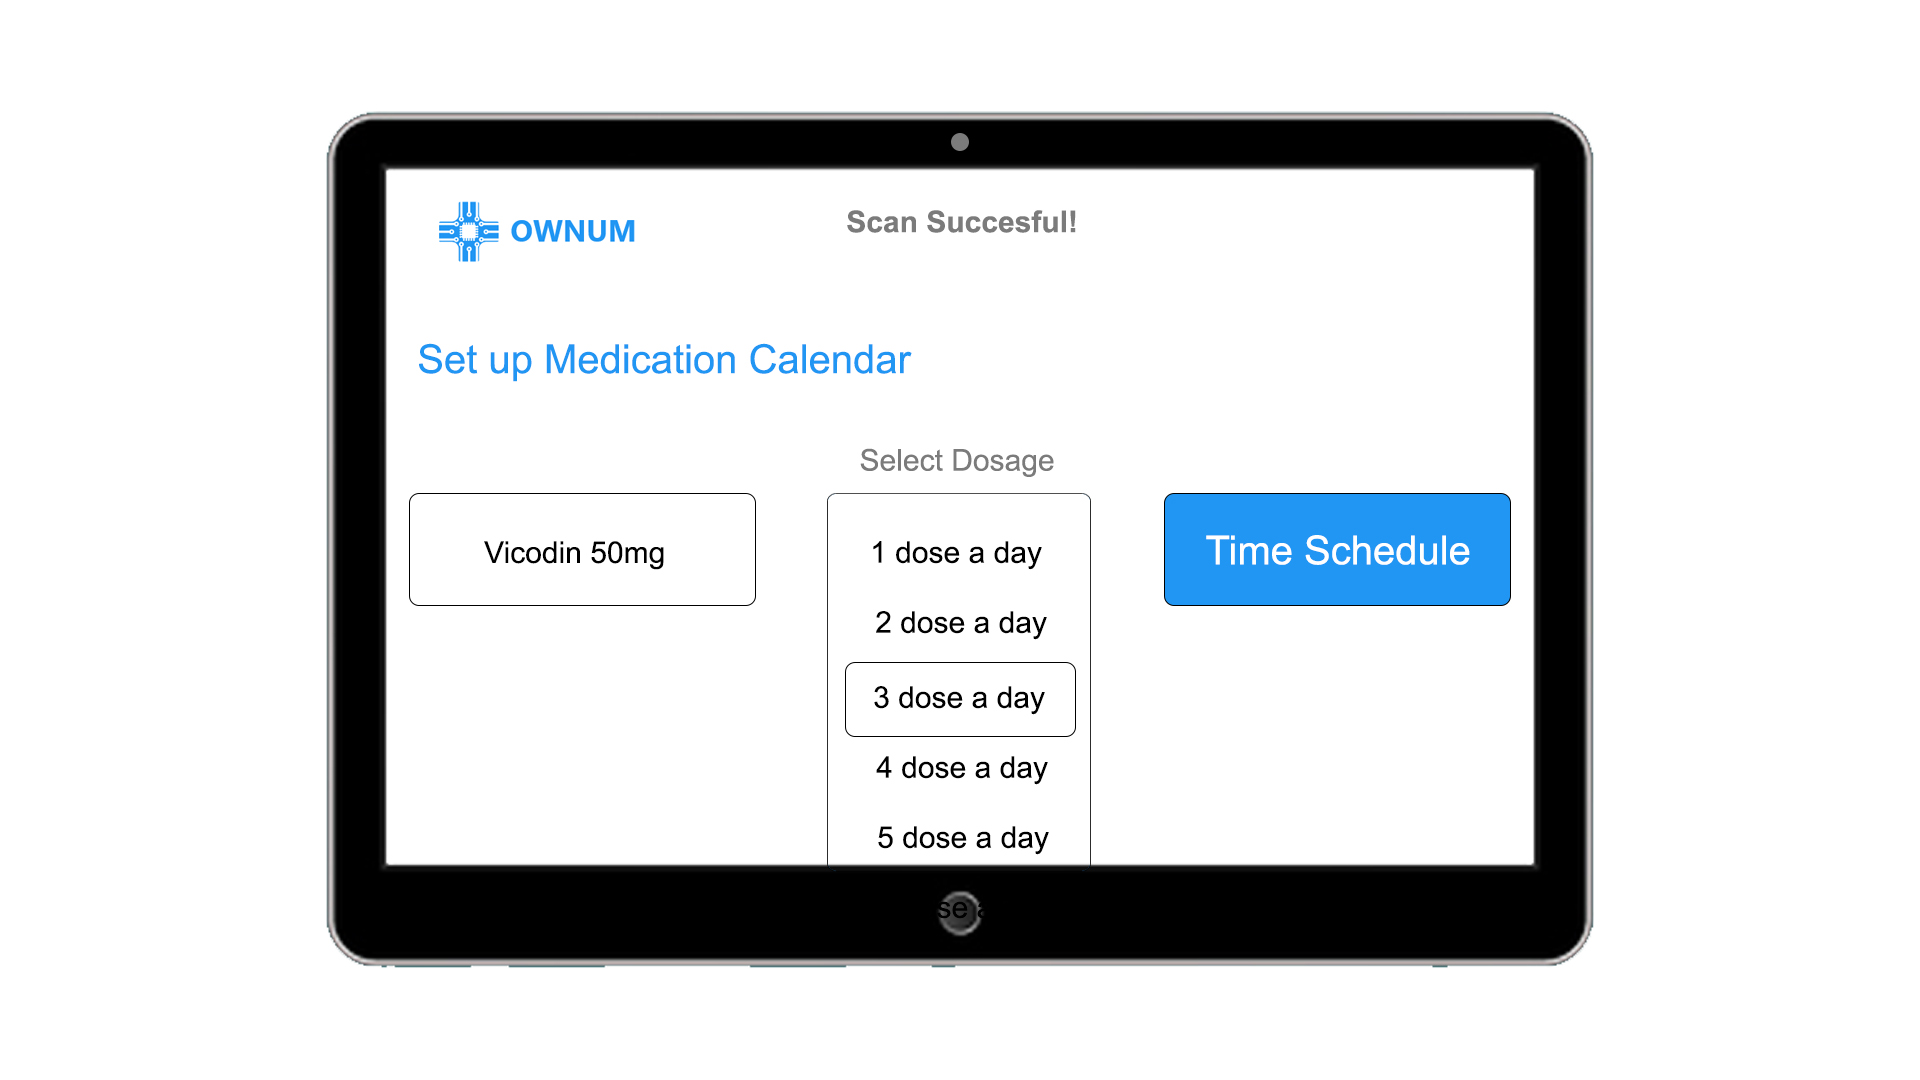 OWNUM
Scan Succesful!
Set up Medication Calendar
Select Dosage
Vicodin 50mg
1 dose a day
2 dose a day
3 dose a day
4 dose a day
5 dose a day
Time Schedule